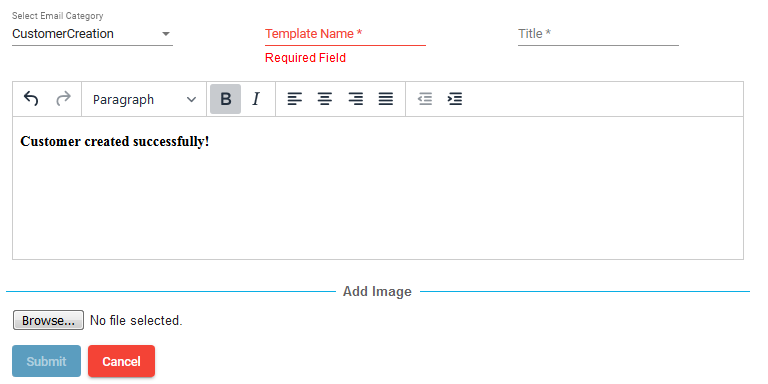 Select Email Category
CustomerCreation
Template Name *
Title *
Required Field
Paragraph
B
I
Customer created successfully!
Add Image
Browse... No file selected.
Submit
Cancel